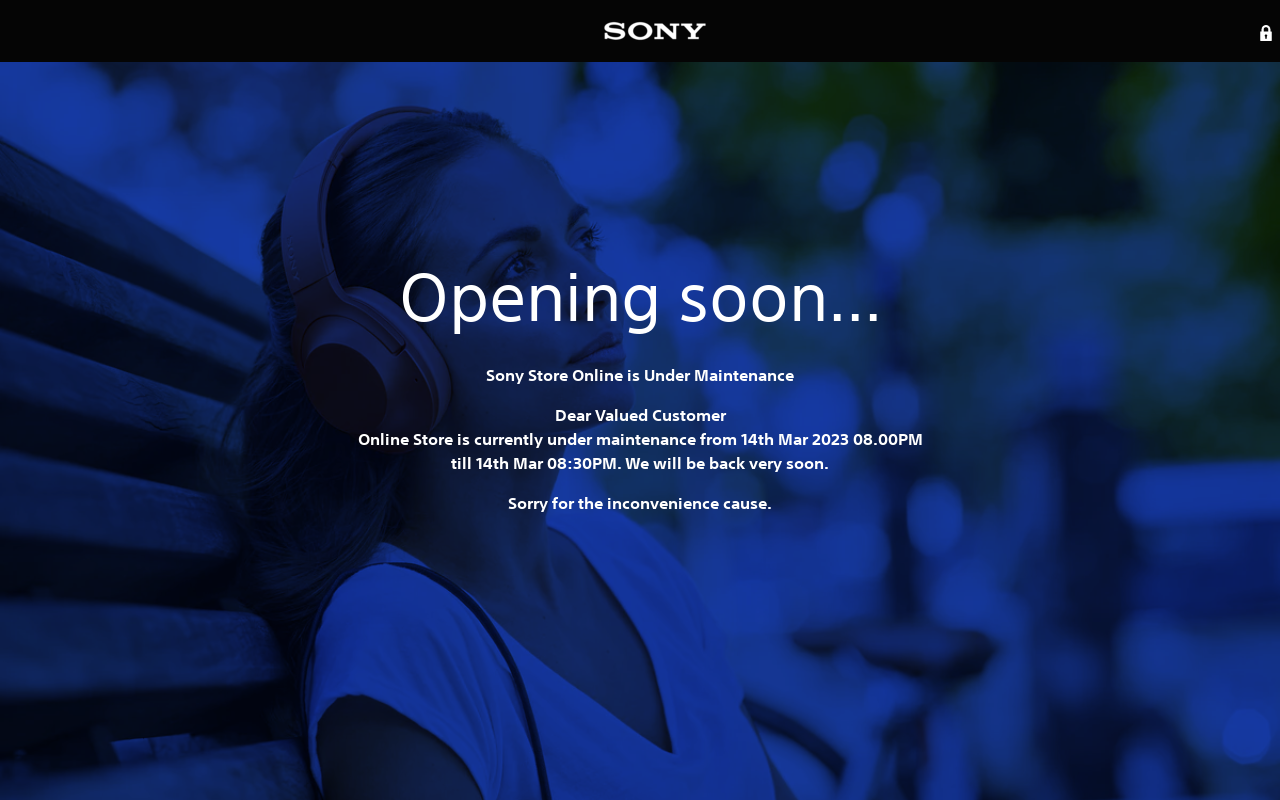 SONY
Opening soon...
Sony Store Online is Under Maintenance
Dear Valued Customer
Online Store is currently under maintenance from 14th Mar 2023 08.00PM
till 14th Mar 08:30PM. We will be back very soon.
Sorry for the inconvenience cause.